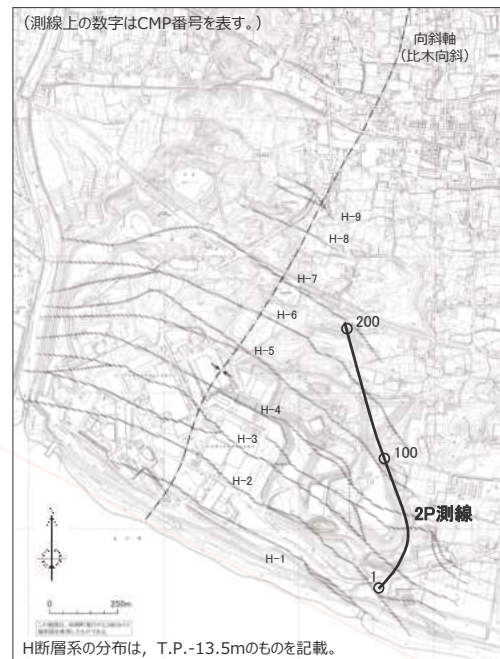 (測線上の数字はCMP番号を表す。)
向斜軸
(比木向斜)
H-9
H-8
H-7
H-6
200
H-5
H-4
100
H-3
H-2
2P測線
H-1
1
0
250m
H断層系の分布は, T.P.-13.5mのものを記載。